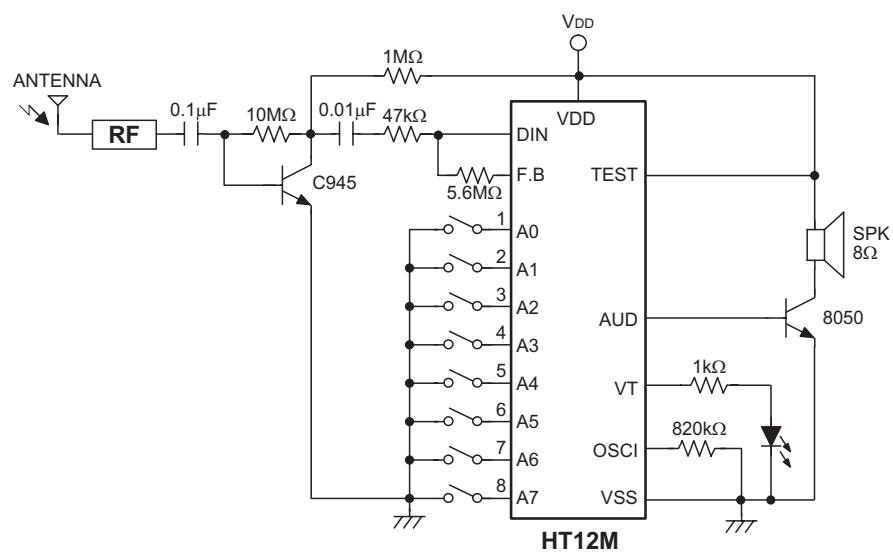 VDD
1MΩ
ANTENNA
0.1μF
0.01μF
10MΩ
47kΩ
RF
VDD
DIN
C945
F.B
TEST
5.6MΩ
1
A0
SPK
8Ω
2
A1
3
A2
AUD
8050
4
A3
5
A4
VT
1kΩ
6
A5
820kΩ
7
A6
OSCI
8
A7
VSS
HT12M